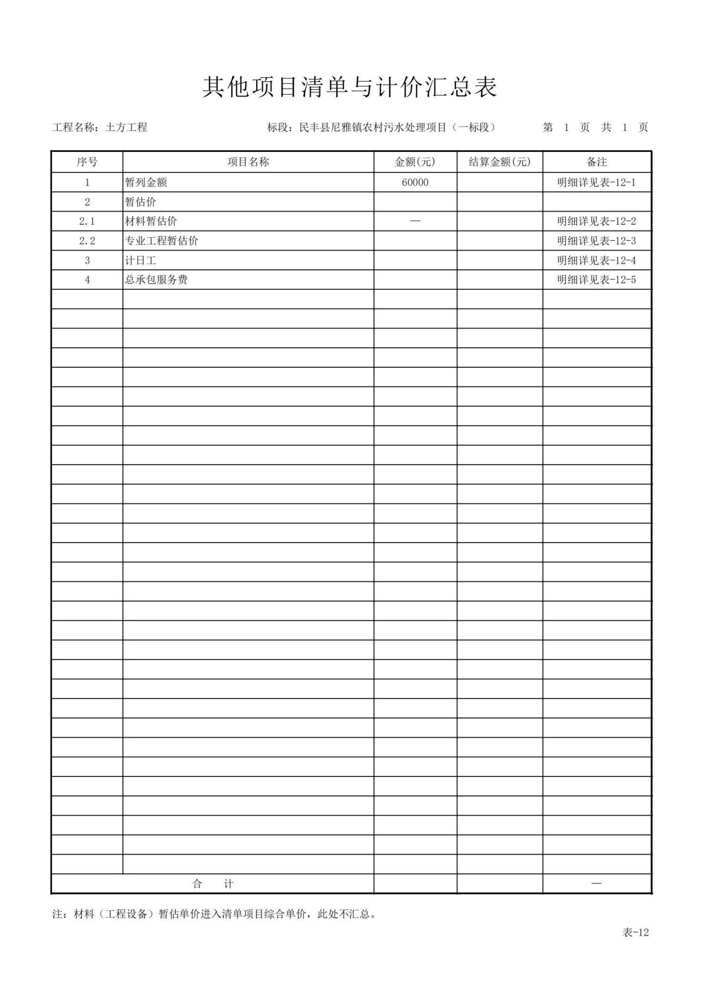 其他项目清单与计价汇总表
工程名称：土方工程 标段：民丰县尼雅镇农村污水处理项目（一标段） 第 1 页 共 1 页
序号 项目名称 金额(元) 结算金额(元) 备注
1 暂列金额 60000 明细详见表-12-1
2 暂估价
2.1 材料暂估价 — 明细详见表-12-2
2.2 专业工程暂估价 明细详见表-12-3
3 计日工 明细详见表-12-4
4 总承包服务费 明细详见表-12-5
合 计 —
注：材料（工程设备）暂估单价进入清单项目综合单价，此处不汇总。
表-12